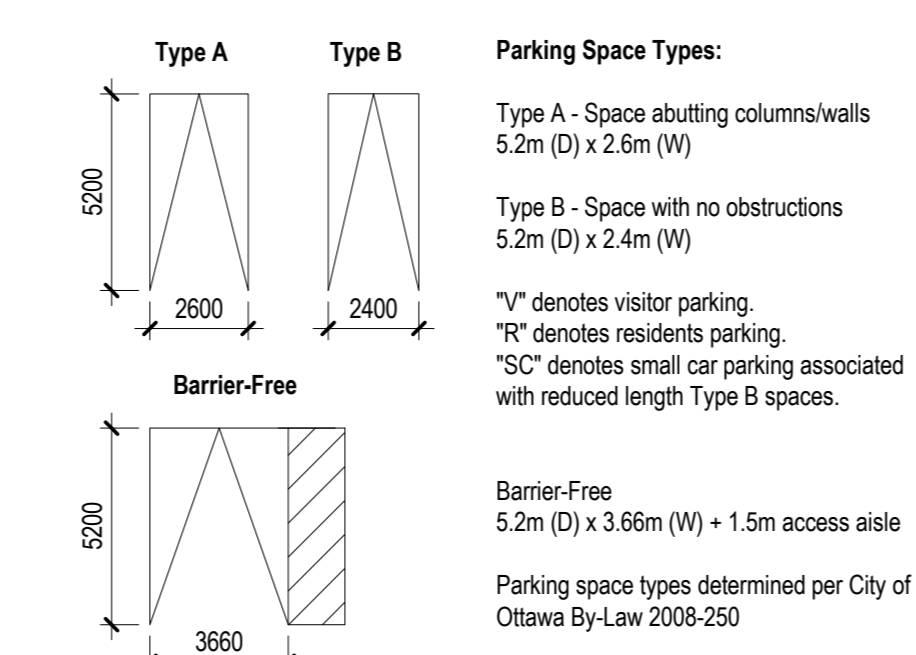 Type A
Type B
5200
2600
2400
Barrier-Free
5200
3660
Parking Space Types:
Type A - Space abutting columns/walls
5.2m (D) x 2.6m (W)
Type B - Space with no obstructions
5.2m (D) x 2.4m (W)
"V" denotes visitor parking.
"R" denotes residents parking.
"SC" denotes small car parking associated
with reduced length Type B spaces.
Barrier-Free
5.2m (D) x 3.66m (W) + 1.5m access aisle
Parking space types determined per City of
Ottawa By-Law 2008-250